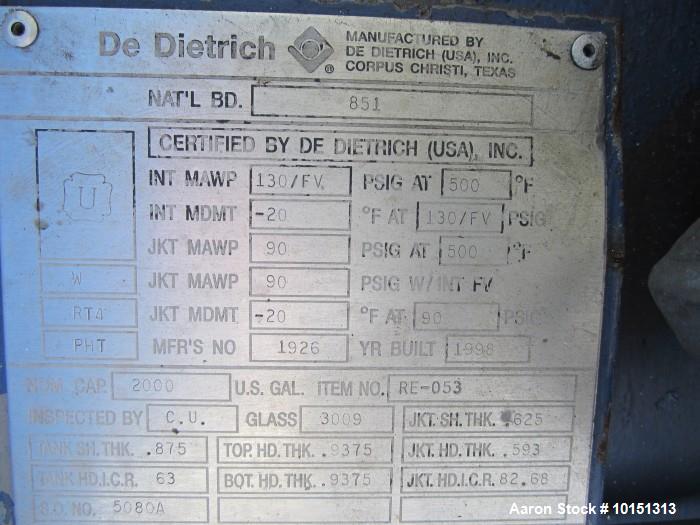 De Dietrich ® MANUFACTURED BY
DE DIETRICH (USA), INC.
CORPUS CHRISTI, TEXAS
NAT'L BD. 851
CERTIFIED BY DE DIETRICH (USA), INC.
U
INT MAWP 130/FV PSIG AT 500 °F
INT MDMT -20 °F AT 130/FV PSIG
JKT MAWP 90 PSIG AT 500 °F
W JKT MAWP 90 PSIG W/INT FV
RT4 JKT MDMT -20 °F AT 90 PSIG
PHT MFR'S NO 1926 YR BUILT 1998
NOM. CAP. 2000 U.S. GAL. ITEM NO. RE-053
INSPECTED BY C.U. GLASS 3009 JKT. SH. THK. .625
TANK SH. THK. .875 TOP. HD. THK. .9375 JKT. HD. THK. .593
TANK HD. I.C.R. 63 BOT. HD. THK. .9375 JKT. HD. I.C.R. 82.68
S.O. NO. 5080A
Aaron Stock # 10151313